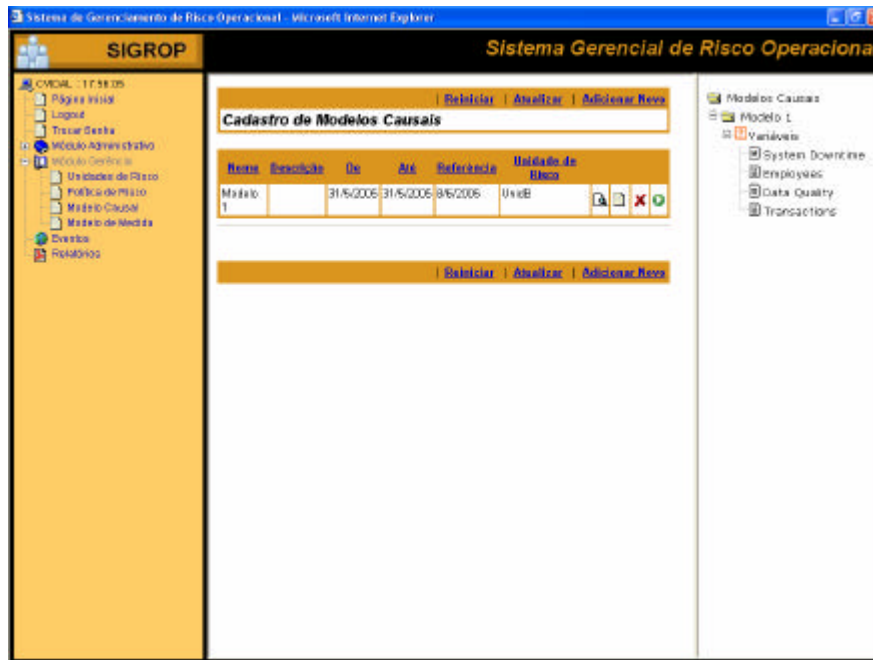 Sistema de Gerenciamento de Risco Operacional - Microsoft Internet Explorer
SIGROP
Sistema Gerencial de Risco Operaciona
CVIDAL : 17:56:05
Página Inicial
Logout
Trocar Senha
Módulo Administrativo
Módulo Gerência
Unidades de Risco
Política de Risco
Modelo Causal
Modelo de Medida
Eventos
Relatórios
| Reiniciar | Atualizar | Adicionar Novo
Cadastro de Modelos Causais
Nome Descrição De Até Referência Unidade de
Risco
Modelo 31/5/2006 31/5/2006 8/6/2006 UnidB
1
| Reiniciar | Atualizar | Adicionar Novo
Modelos Causais
Modelo 1
Variáveis
System Downtime
Employees
Data Quality
Transactions